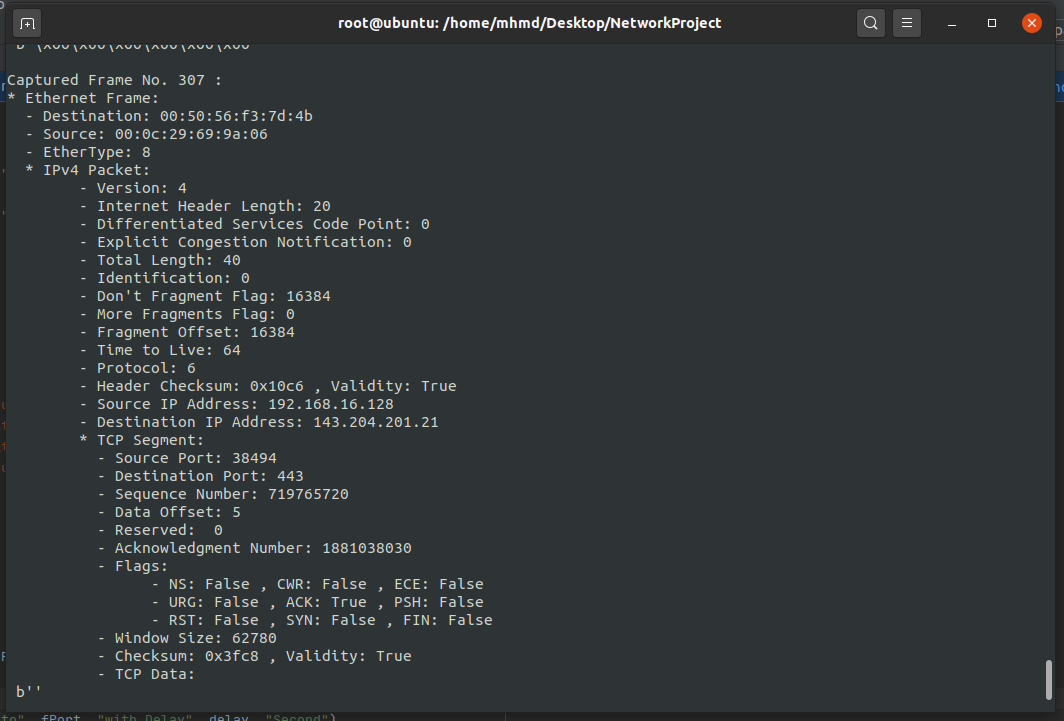 root@ubuntu: /home/mhmd/Desktop/NetworkProject
b'\x00\x00\x00\x00\x00\x00'
Captured Frame No. 307 :
* Ethernet Frame:
- Destination: 00:50:56:f3:7d:4b
- Source: 00:0c:29:69:9a:06
- EtherType: 8
* IPv4 Packet:
- Version: 4
- Internet Header Length: 20
- Differentiated Services Code Point: 0
- Explicit Congestion Notification: 0
- Total Length: 40
- Identification: 0
- Don't Fragment Flag: 16384
- More Fragments Flag: 0
- Fragment Offset: 16384
- Time to Live: 64
- Protocol: 6
- Header Checksum: 0x10c6 , Validity: True
- Source IP Address: 192.168.16.128
- Destination IP Address: 143.204.201.21
* TCP Segment:
- Source Port: 38494
- Destination Port: 443
- Sequence Number: 719765720
- Data Offset: 5
- Reserved:  0
- Acknowledgment Number: 1881038030
- Flags:
- NS: False , CWR: False , ECE: False
- URG: False , ACK: True , PSH: False
- RST: False , SYN: False , FIN: False
- Window Size: 62780
- Checksum: 0x3fc8 , Validity: True
- TCP Data:
b''
to", fPort, "with Delay", delay, "Second")